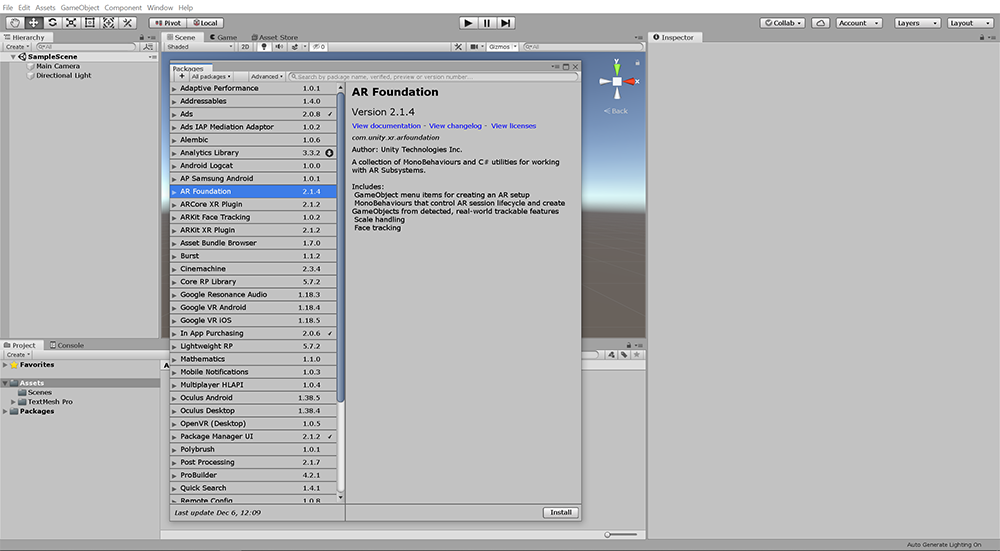 File Edit Assets GameObject Component Window Help
Pivot Local
Collab Account Layers Layout
Hierarchy
Create All
SampleScene
Main Camera
Directional Light
Scene Game Asset Store
Shaded 2D 0 Gizmos All
Inspector
y
x
Back
Packages
+ All packages Advanced Search by package name, verified, preview or version number...
Adaptive Performance 1.0.1
Addressables 1.4.0
Ads 2.0.8 ✓
Ads IAP Mediation Adaptor 1.0.2
Alembic 1.0.6
Analytics Library 3.3.2
Android Logcat 1.0.0
AP Samsung Android 1.0.1
AR Foundation 2.1.4
ARCore XR Plugin 2.1.2
ARKit Face Tracking 1.0.2
ARKit XR Plugin 2.1.2
Asset Bundle Browser 1.7.0
Burst 1.1.2
Cinemachine 2.3.4
Core RP Library 5.7.2
Google Resonance Audio 1.18.3
Google VR Android 1.18.4
Google VR iOS 1.18.5
In App Purchasing 2.0.6 ✓
Lightweight RP 5.7.2
Mathematics 1.1.0
Mobile Notifications 1.0.3
Multiplayer HLAPI 1.0.4
Oculus Android 1.38.5
Oculus Desktop 1.38.4
OpenVR (Desktop) 1.0.5
Package Manager UI 2.1.2 ✓
Polybrush 1.0.1
Post Processing 2.1.7
ProBuilder 4.2.1
Quick Search 1.4.1
Remote Config 1.0.8
Last update Dec 6, 12:09
AR Foundation
Version 2.1.4
View documentation - View changelog - View licenses
com.unity.xr.arfoundation
Author: Unity Technologies Inc.
A collection of MonoBehaviours and C# utilities for working
with AR Subsystems.
Includes:
GameObject menu items for creating an AR setup
MonoBehaviours that control AR session lifecycle and create
GameObjects from detected, real-world trackable features
Scale handling
Face tracking
Install
Project Console
Create
Favorites
Assets
Scenes
TextMesh Pro
Packages
A
Auto Generate Lighting On